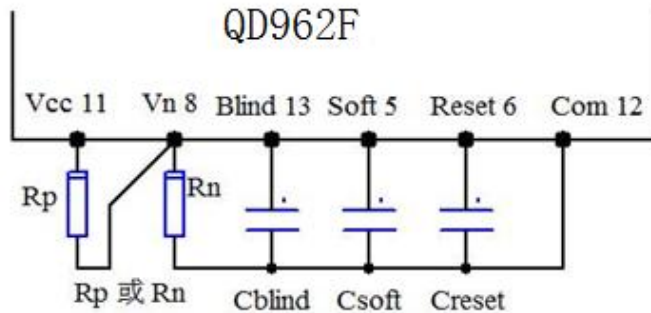 QD962F
Vcc 11 Vn 8 Blind 13 Soft 5 Reset 6 Com 12
Rp Rn
Rp 或 Rn Cblind Csoft Creset